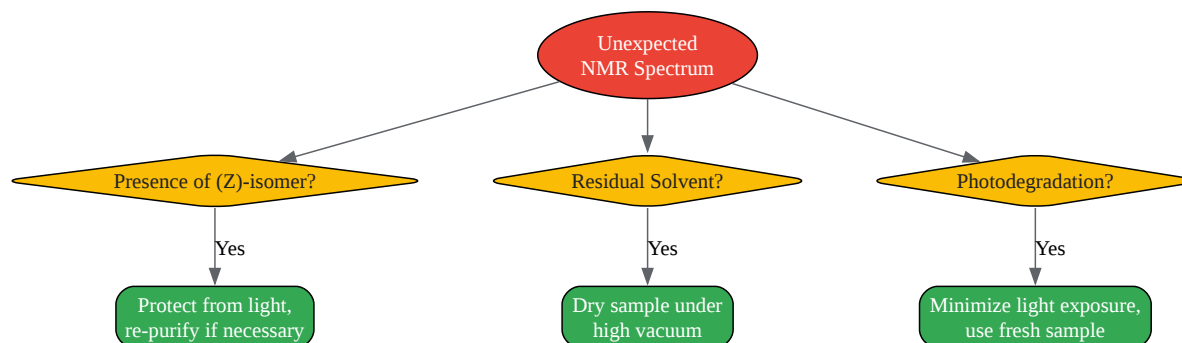 Unexpected
NMR Spectrum
Presence of (Z)-isomer?
Residual Solvent?
Photodegradation?
Yes
Yes
Yes
Protect from light,
re-purify if necessary
Dry sample under
high vacuum
Minimize light exposure,
use fresh sample